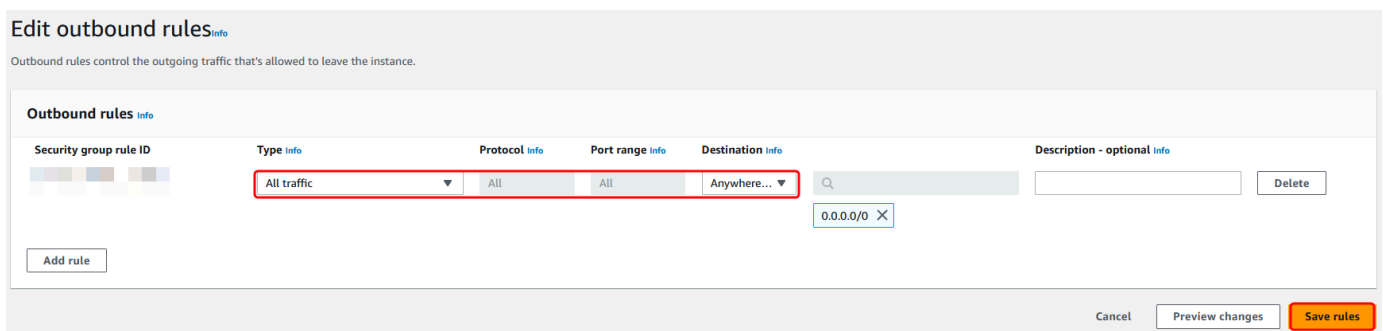 Edit outbound rules Info
Outbound rules control the outgoing traffic that's allowed to leave the instance.
Outbound rules Info
Security group rule ID Type Info Protocol Info Port range Info Destination Info Description - optional Info
All traffic All All Anywhere... Delete
0.0.0.0/0
Add rule
Cancel Preview changes Save rules